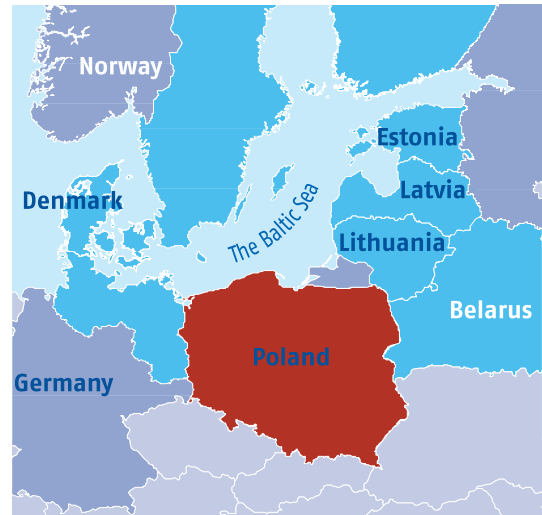 Norway
Estonia
Latvia
Denmark
The Baltic Sea
Lithuania
Belarus
Poland
Germany